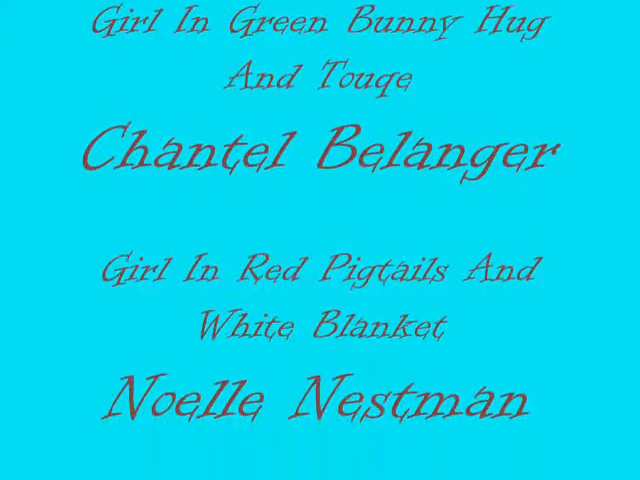 Girl In Green Bunny Hug
And Touqe
Chantel Belanger
Girl In Red Pigtails And
White Blanket
Noelle Nestman